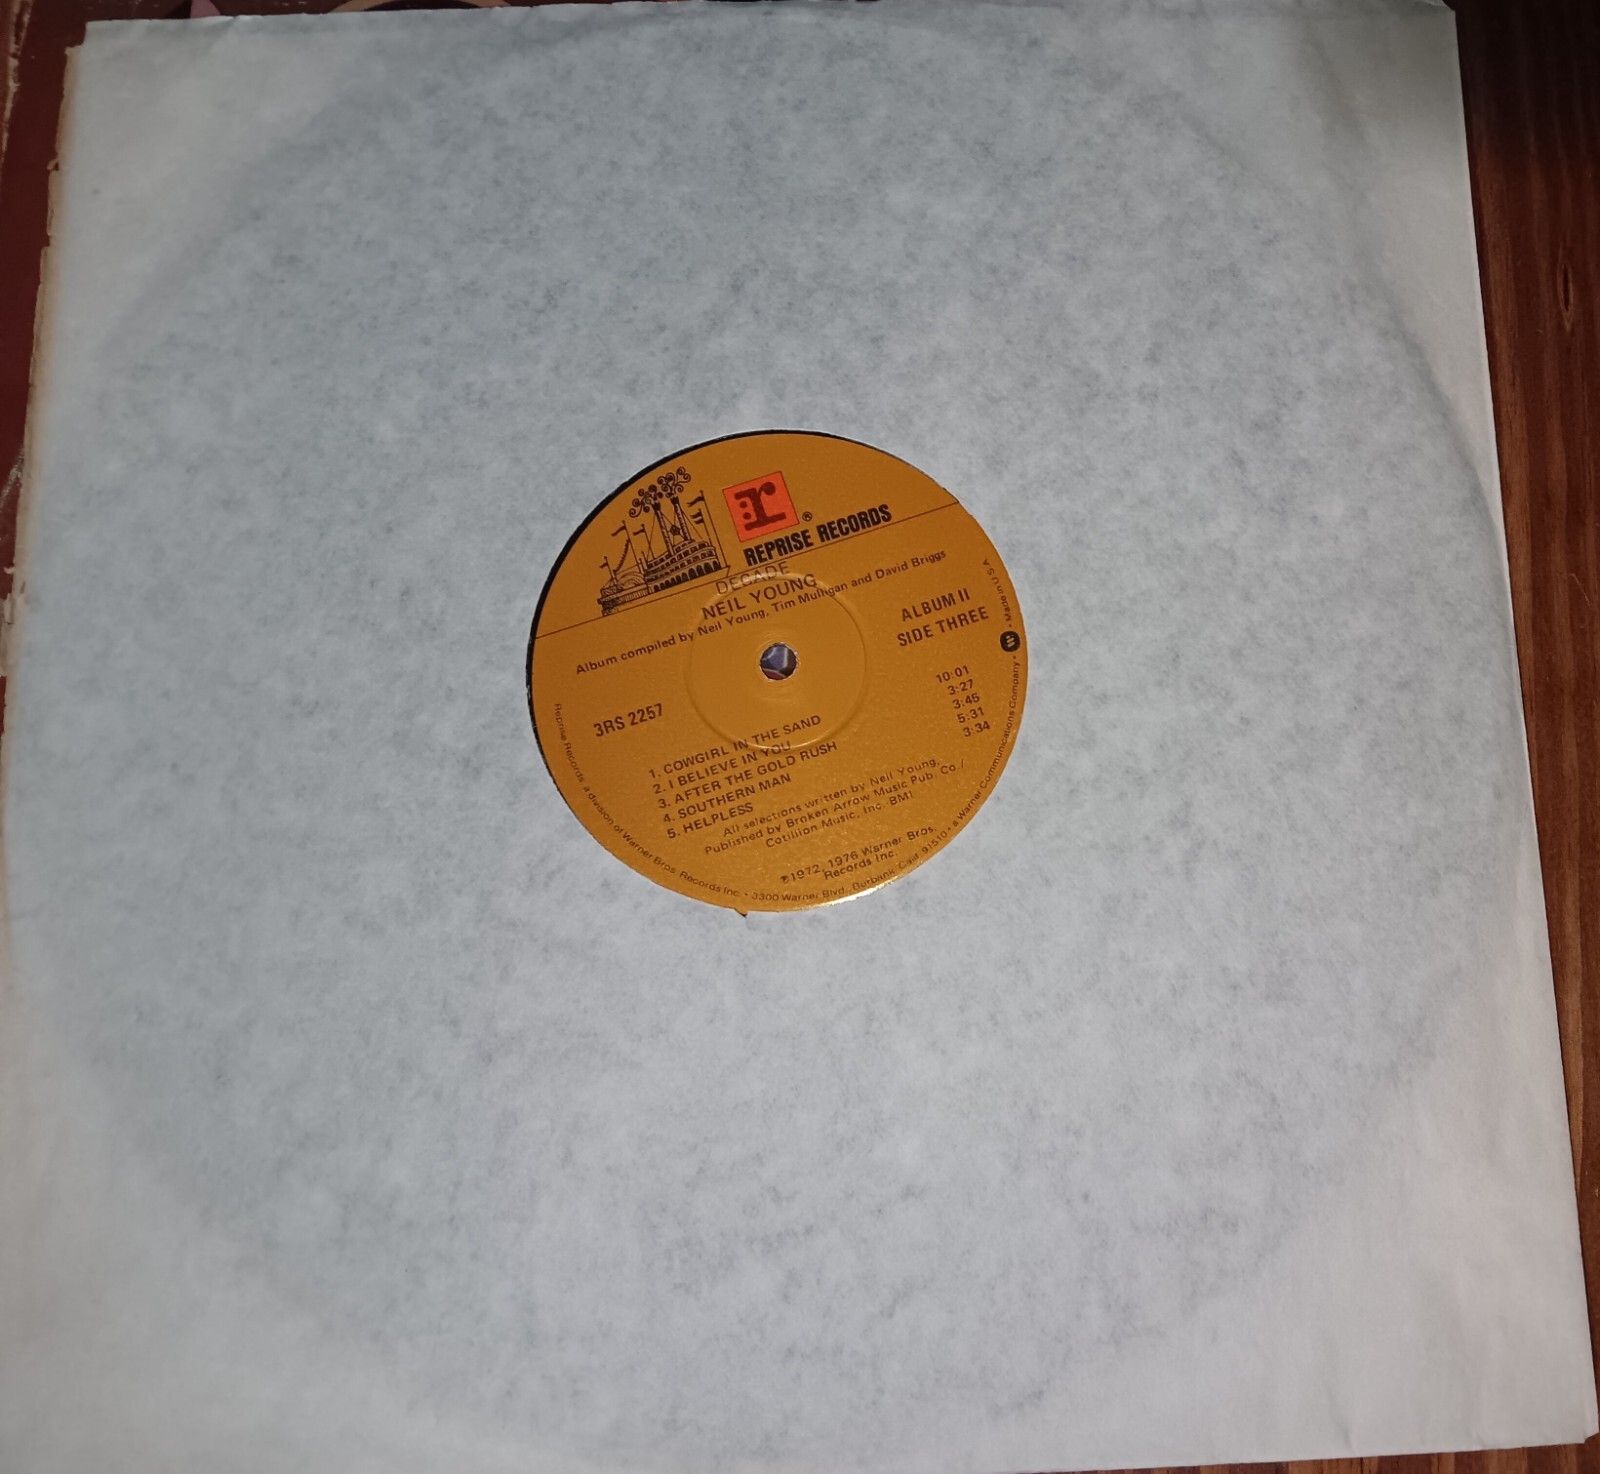 r
®
REPRISE RECORDS
DECADE
NEIL YOUNG
Album compiled by Neil Young, Tim Mulligan and David Briggs
ALBUM II
SIDE THREE
3RS 2257
1. COWGIRL IN THE SAND 10:01
2. I BELIEVE IN YOU 3:27
3. AFTER THE GOLD RUSH 3:45
4. SOUTHERN MAN 5:31
5. HELPLESS 3:34
All selections written by Neil Young.
Published by Broken Arrow Music Pub. Co./
Cotillion Music, Inc.-BMI
℗1972, 1976 Warner Bros.
Records Inc.
Reprise Records, a division of Warner Bros. Records Inc. • 3300 Warner Blvd., Burbank, Calif. 91510 • a Warner Communications Company • W • Made in U S A